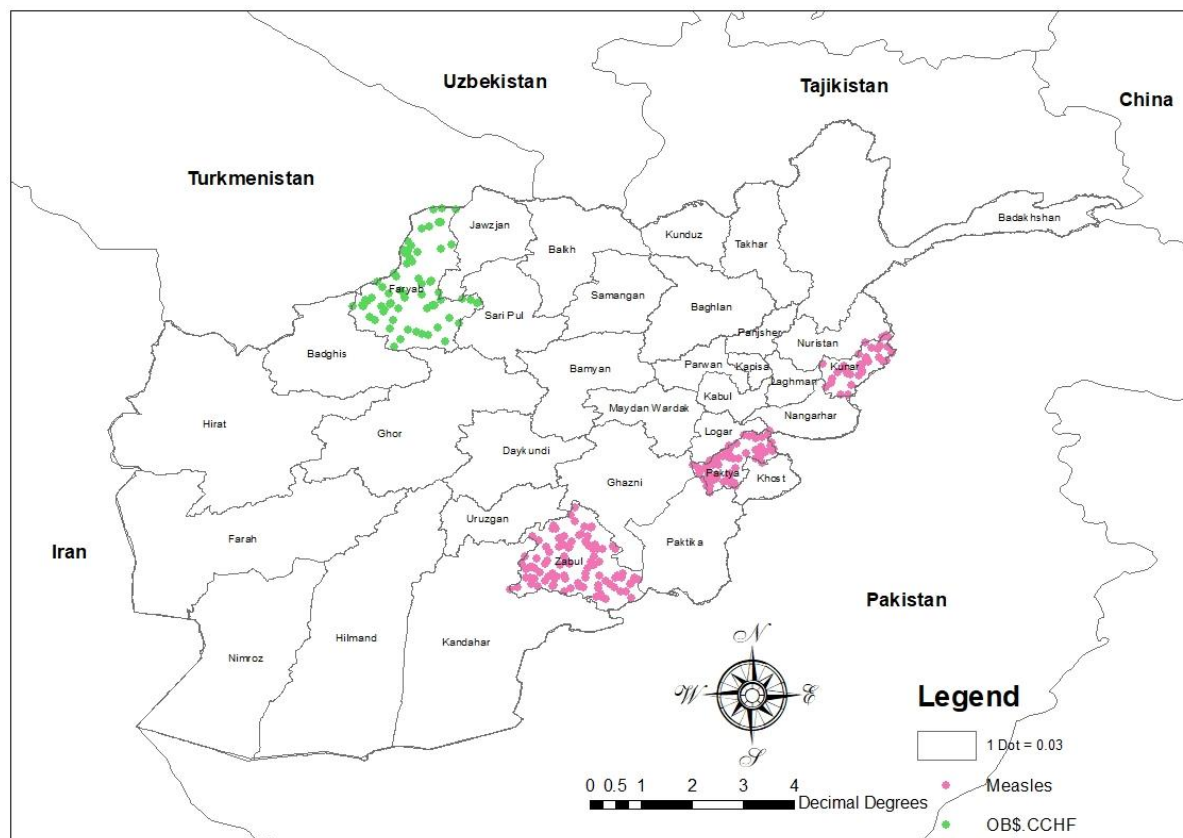 Uzbekistan
Tajikistan
China
Turkmenistan
Badakhshan
Jawzjan
Kunduz
Takhar
Balkh
Faryab
Samangan
Baghlan
Sari Pul
Panjsher
Nuristan
Badghis
Parwan
Kapisa
Kunar
Bamyan
Laghman
Kabul
Maydan Wardak
Nangarhar
Hirat
Ghor
Logar
Daykundi
Paktya
Khost
Ghazni
Uruzgan
Iran
Farah
Paktika
Zabul
Pakistan
Hilmand
Kandahar
Nimroz
N
W
E
S
Legend
1 Dot = 0.03
Measles
OB$.CCHF
0 0.5 1 2 3 4
Decimal Degrees